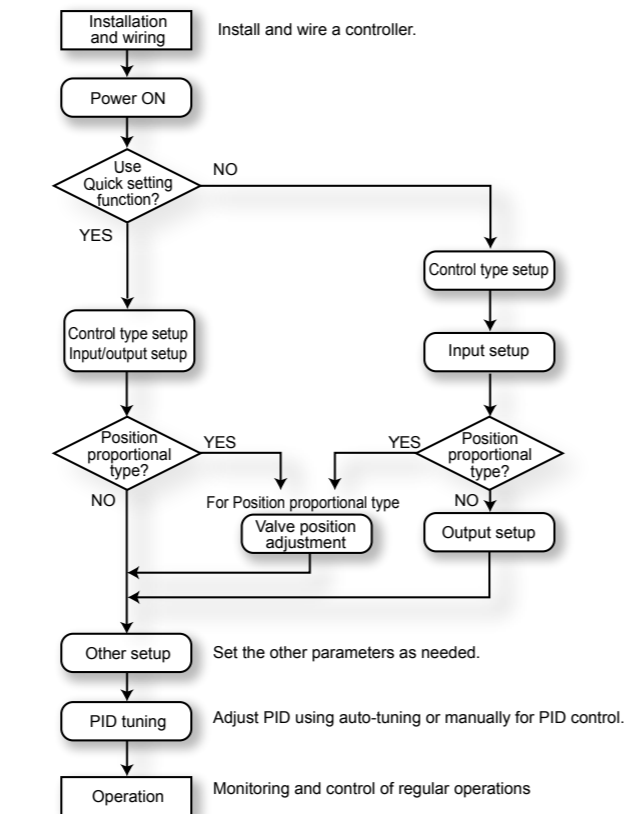 Installation
and wiring
Install and wire a controller.
Power ON
Use
Quick setting
function?
NO
YES
Control type setup
Control type setup
Input/output setup
Input setup
Position
proportional
type?
YES
NO
YES
Position
proportional
type?
NO
For Position proportional type
Valve position
adjustment
Output setup
Other setup
Set the other parameters as needed.
PID tuning
Adjust PID using auto-tuning or manually for PID control.
Operation
Monitoring and control of regular operations